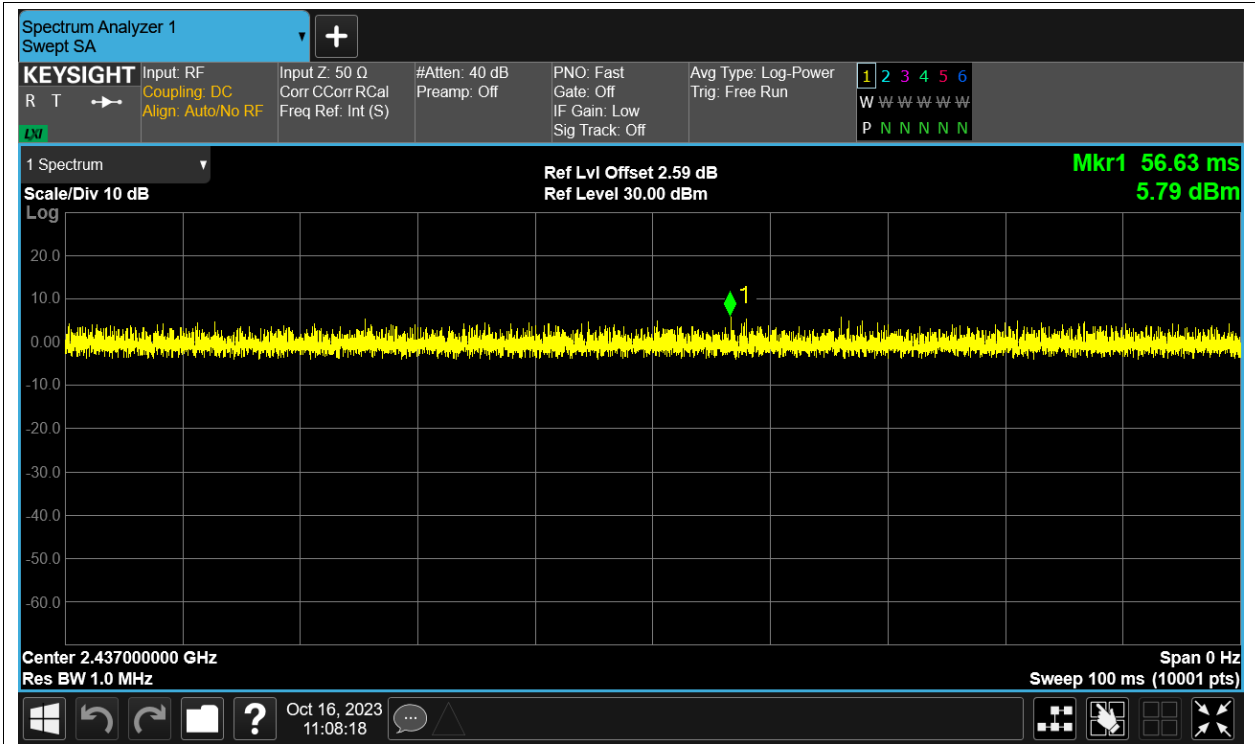 Spectrum Analyzer 1
Swept SA
+
KEYSIGHT
R T
LXI
Input: RF
Coupling: DC
Align: Auto/No RF
Input Z: 50 Ω
Corr CCorr RCal
Freq Ref: Int (S)
#Atten: 40 dB
Preamp: Off
PNO: Fast
Gate: Off
IF Gain: Low
Sig Track: Off
Avg Type: Log-Power
Trig: Free Run
1 2 3 4 5 6
W W W W W W
P N N N N N
1 Spectrum
Scale/Div 10 dB
Log
Ref Lvl Offset 2.59 dB
Ref Level 30.00 dBm
Mkr1 56.63 ms
5.79 dBm
20.0
10.0
1
0.00
-10.0
-20.0
-30.0
-40.0
-50.0
-60.0
Center 2.437000000 GHz
Res BW 1.0 MHz
Span 0 Hz
Sweep 100 ms (10001 pts)
?
Oct 16, 2023
11:08:18